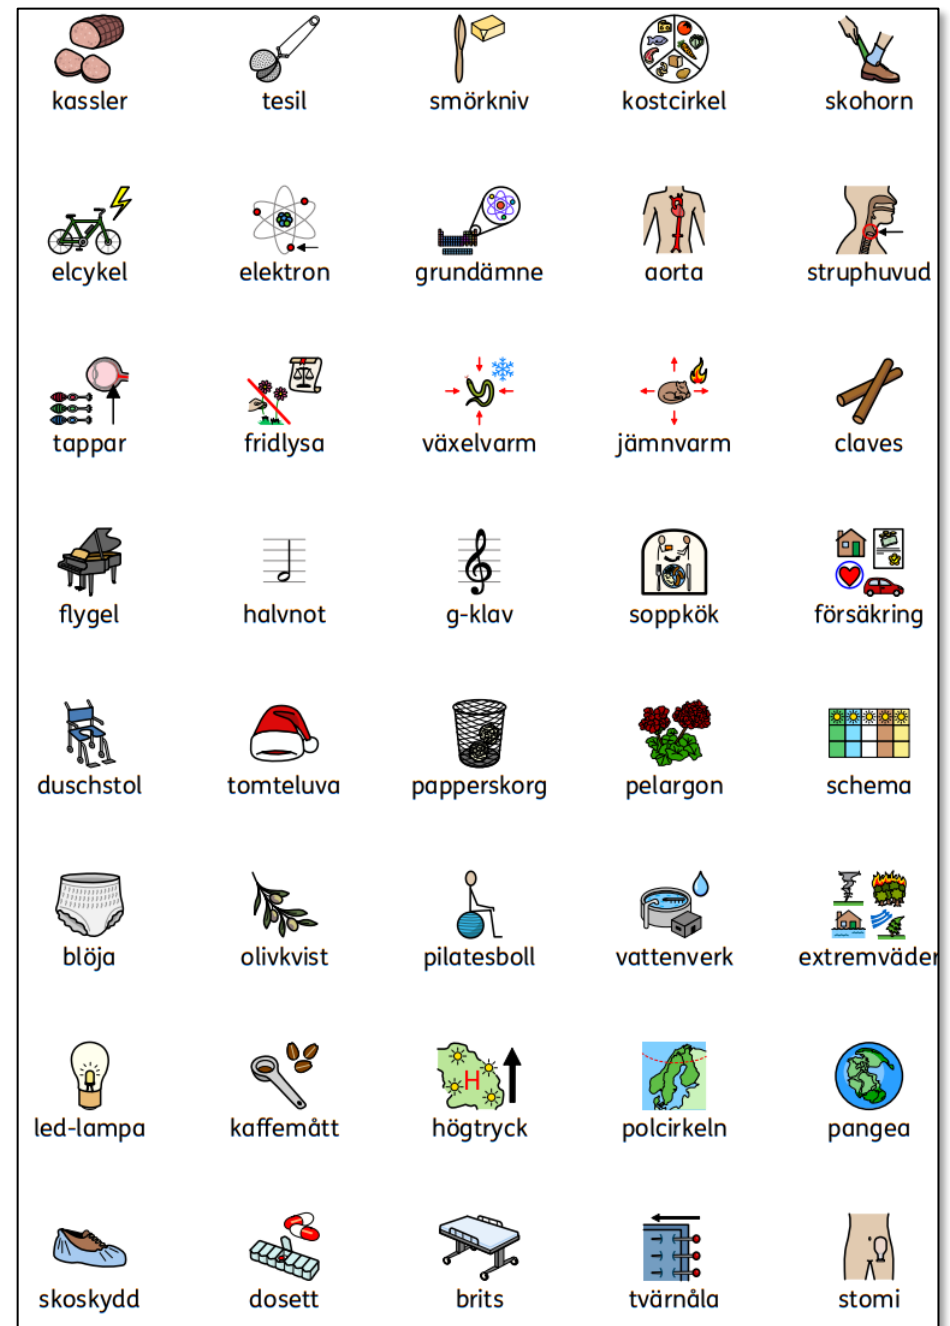 kassler tesil smörkniv kostcirkel skohorn
elcykel elektron grundämne aorta struphuvud
tappar fridlysa växelvarm jämnvarm claves
flygel halvnot g-klav soppkök försäkring
duschstol tomteluva papperskorg pelargon schema
blöja olivkvist pilatesboll vattenverk extremväder
H
led-lampa kaffemått högtryck polcirkeln pangea
skoskydd dosett brits tvärnåla stomi